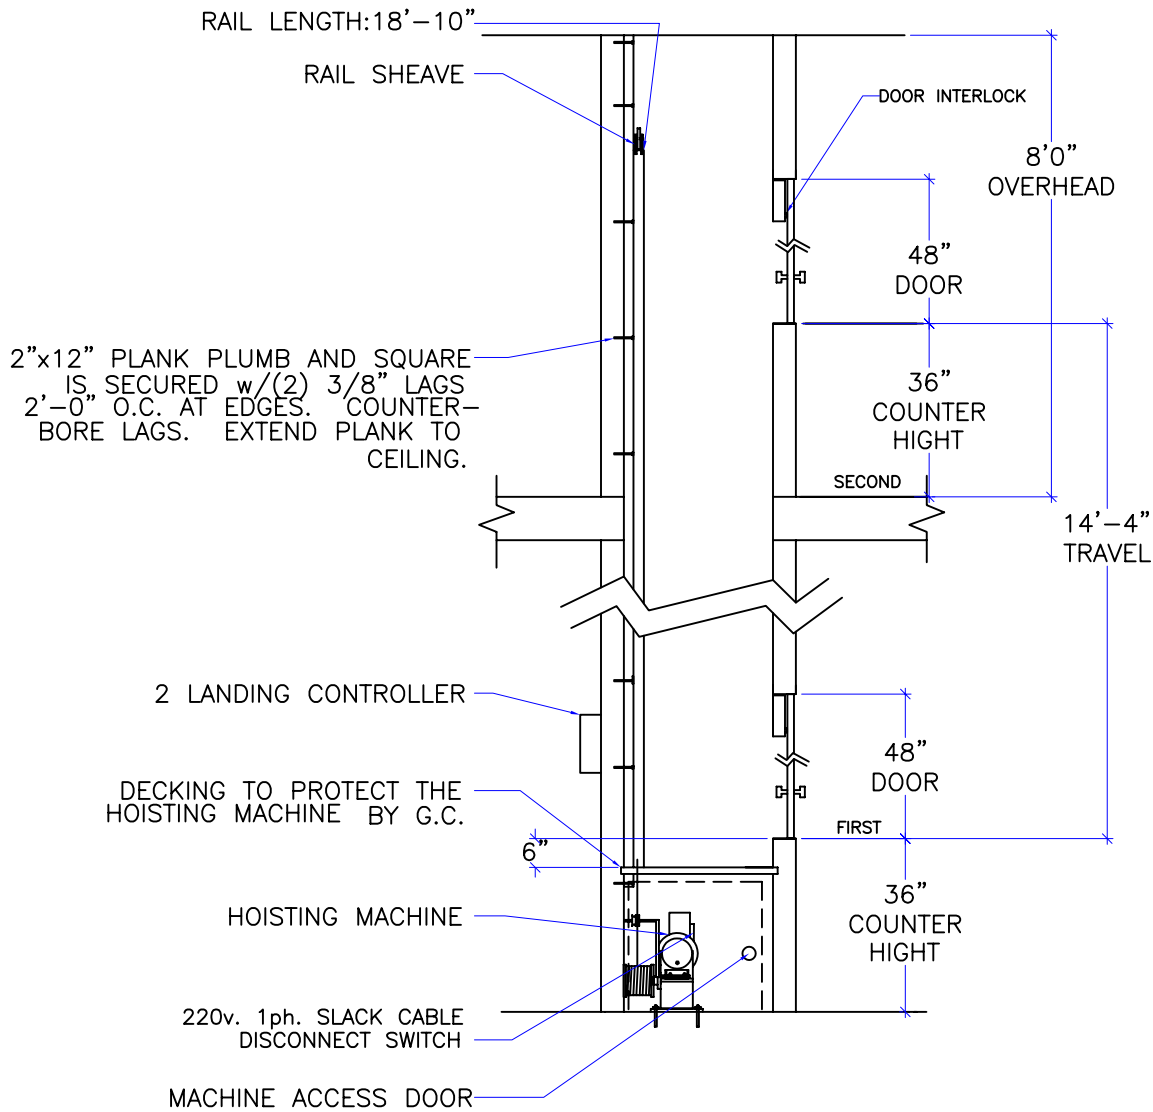 RAIL LENGTH:18'-10"
RAIL SHEAVE
DOOR INTERLOCK
8'0"
OVERHEAD
48"
DOOR
2"x12" PLANK PLUMB AND SQUARE
IS SECURED w/(2) 3/8" LAGS
2'-0" O.C. AT EDGES. COUNTER-
BORE LAGS. EXTEND PLANK TO
CEILING.
36"
COUNTER
HIGHT
SECOND
14'-4"
TRAVEL
2 LANDING CONTROLLER
48"
DOOR
DECKING TO PROTECT THE
HOISTING MACHINE BY G.C.
FIRST
6"
36"
COUNTER
HIGHT
HOISTING MACHINE
220v. 1ph. SLACK CABLE
DISCONNECT SWITCH
MACHINE ACCESS DOOR